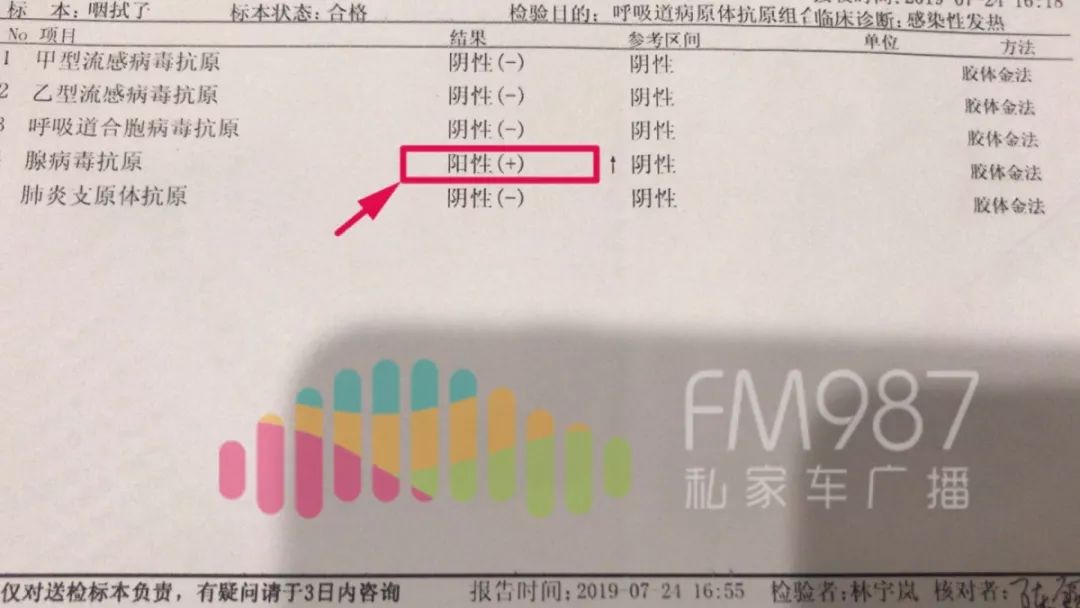 标 本:咽拭了 标本状态:合格 检验目的:呼吸道病原体抗原组合 临床诊断:感染性发热
No 项目 结果 参考区间 单位 方法
1 甲型流感病毒抗原 阴性(-) 阴性 胶体金法
2 乙型流感病毒抗原 阴性(-) 阴性 胶体金法
3 呼吸道合胞病毒抗原 阴性(-) 阴性 胶体金法
腺病毒抗原 阳性(+) ↑ 阴性 胶体金法
肺炎支原体抗原 阴性(-) 阴性 胶体金法
FM987
私家车广播
仅对送检标本负责,有疑问请于3日内咨询 报告时间:2019-07-24 16:55 检验者:林宇岚 核对者: